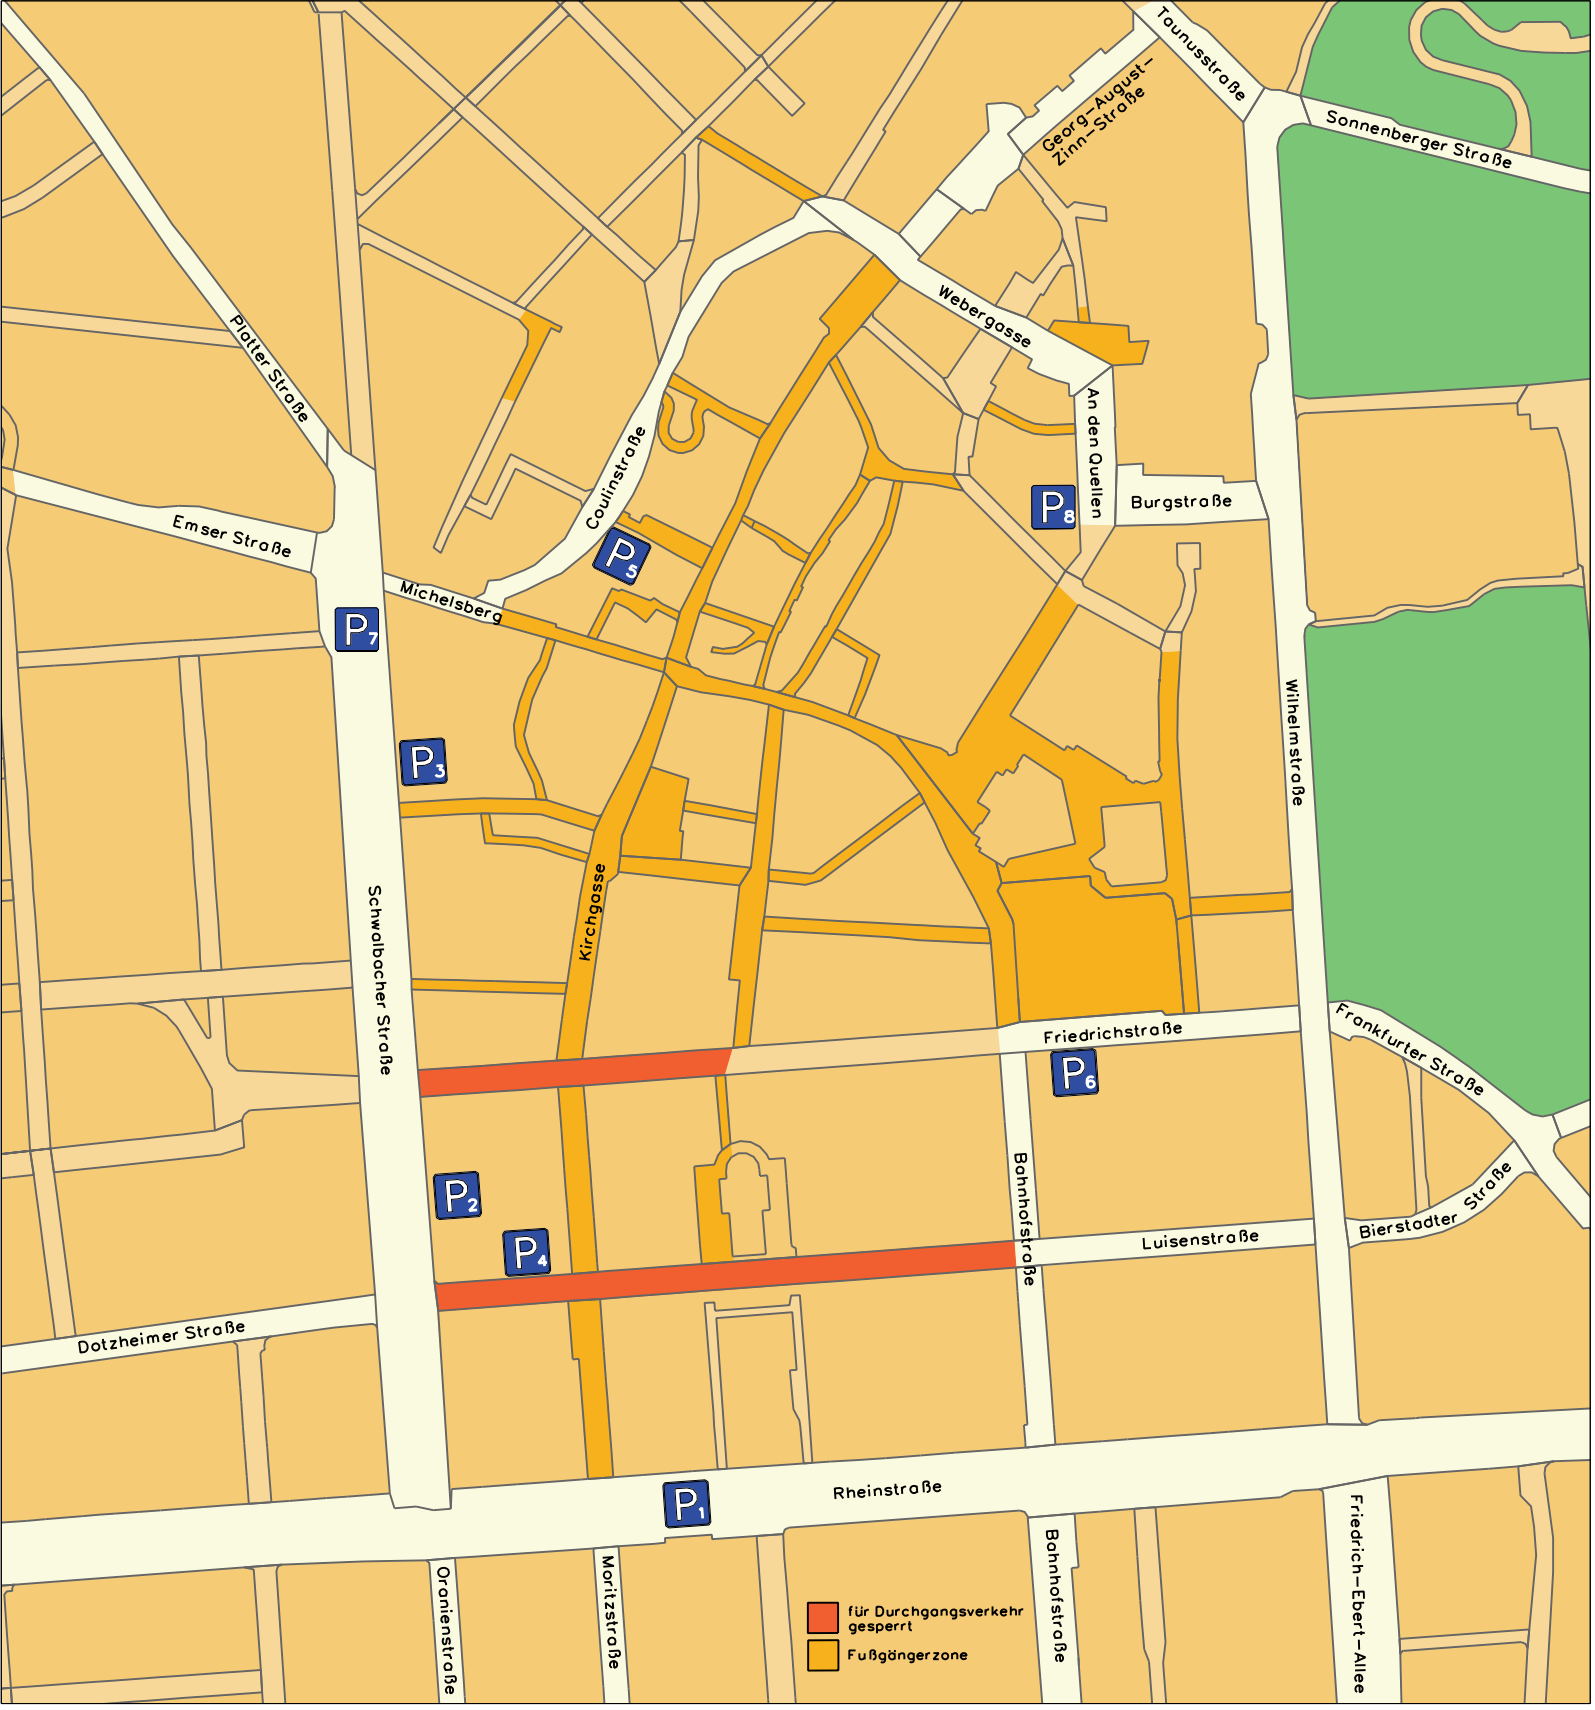 Taunusstraße
Georg-August-
Zinn-Straße
Sonnenberger Straße
Platter Straße
Webergasse
An den Quellen
Coulinstraße
P8
Burgstraße
Emser Straße
P5
Michelsberg
P7
Wilhelmstraße
P3
Kirchgasse
Schwalbacher Straße
Friedrichstraße
Frankfurter Straße
P6
Bahnhofstraße
P2
Bierstadter Straße
P4
Luisenstraße
Dotzheimer Straße
Rheinstraße
P1
Oranienstraße
Moritzstraße
Bahnhofstraße
Friedrich-Ebert-Allee
für Durchgangsverkehr
gesperrt
Fußgängerzone